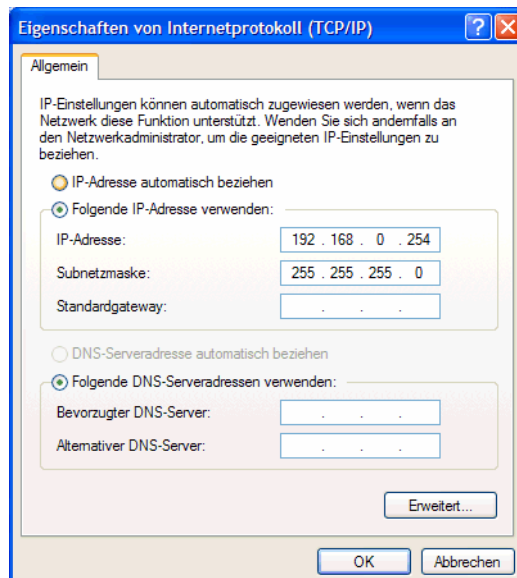 Eigenschaften von Internetprotokoll (TCP/IP)
Allgemein
IP-Einstellungen können automatisch zugewiesen werden, wenn das
Netzwerk diese Funktion unterstützt. Wenden Sie sich andernfalls an
den Netzwerkadministrator, um die geeigneten IP-Einstellungen zu
beziehen.
IP-Adresse automatisch beziehen
Folgende IP-Adresse verwenden:
IP-Adresse: 192 . 168 . 0 . 254
Subnetzmaske: 255 . 255 . 255 . 0
Standardgateway: . . .
DNS-Serveradresse automatisch beziehen
Folgende DNS-Serveradressen verwenden:
Bevorzugter DNS-Server: . . .
Alternativer DNS-Server: . . .
Erweitert...
OK Abbrechen